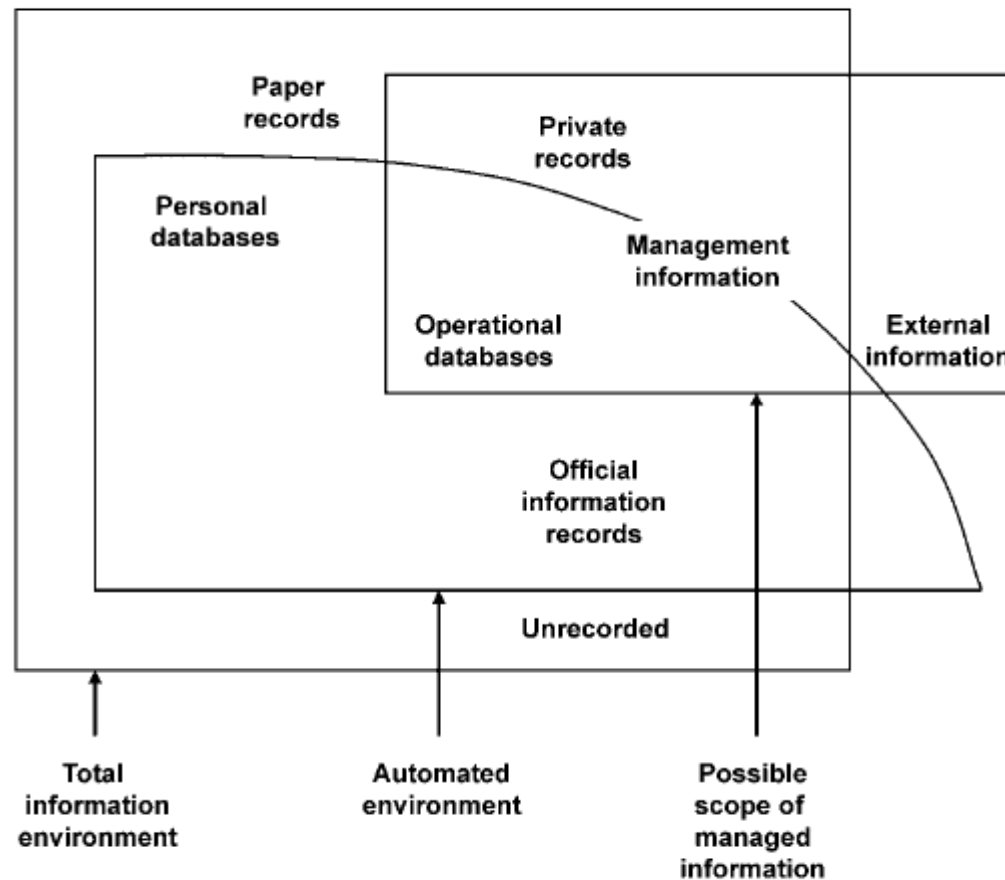 Paper
records
Private
records
Personal
databases
Management
information
Operational
databases
External
information
Official
information
records
Unrecorded
Total
information
environment
Automated
environment
Possible
scope of
managed
information